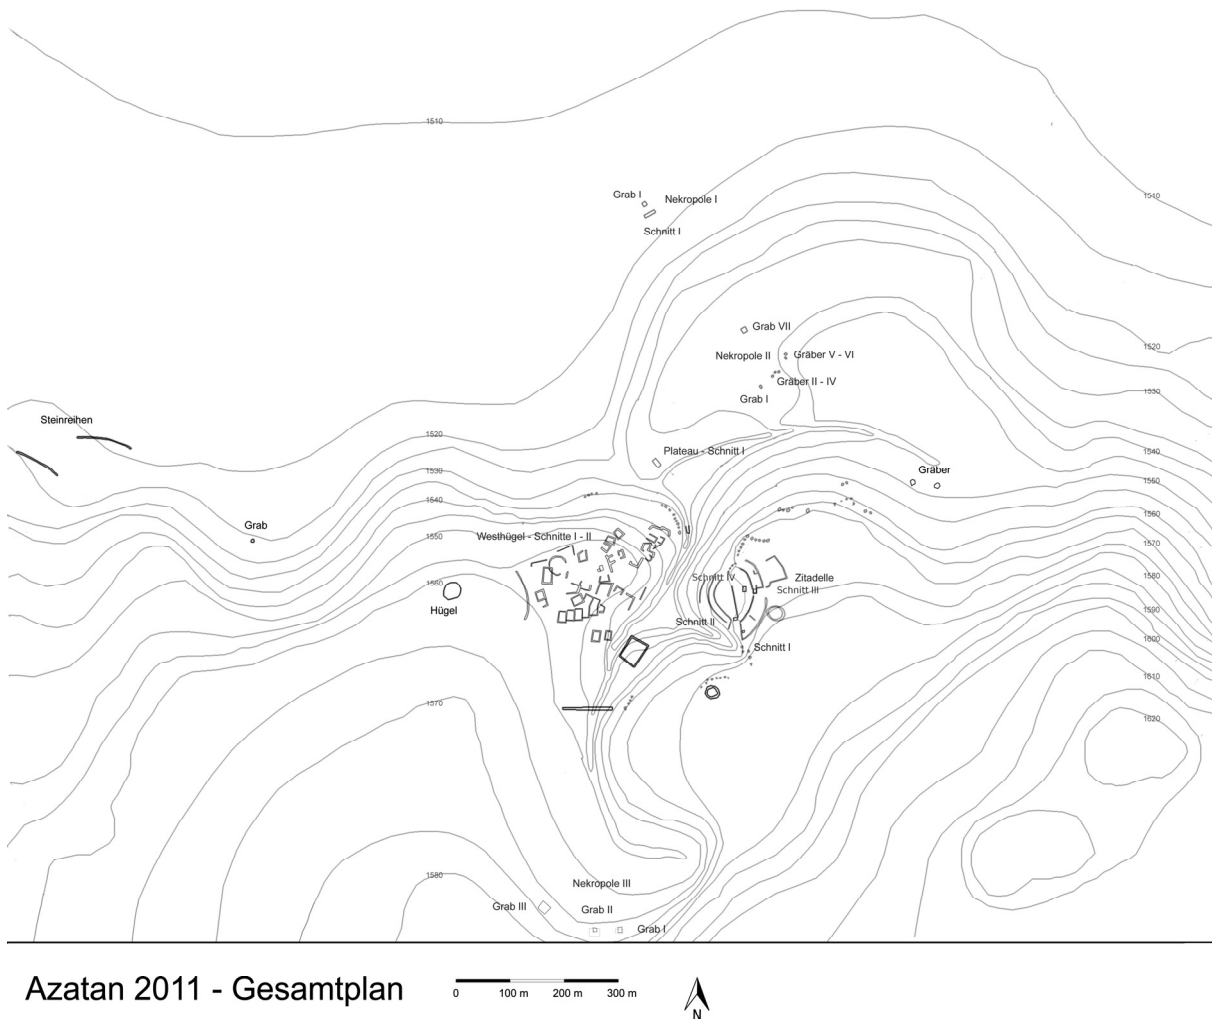 1510
Grab I
Nekropole I
1510
Schnitt I
Grab VII
1520
Nekropole II
Gräber V - VI
Gräber II - IV
1530
Grab I
Steinreihen
1520
Plateau - Schnitt I
1540
1530
Gräber
1550
1540
1560
Grab
1550
Westhügel - Schnitte I - II
1570
1560
Schnitt IV
Zitadelle
1580
Schnitt III
Hügel
1590
Schnitt II
1600
Schnitt I
1610
1570
1620
1580
Nekropole III
Grab III
Grab II
Grab I
Azatan 2011 - Gesamtplan
0 100 m 200 m 300 m
N